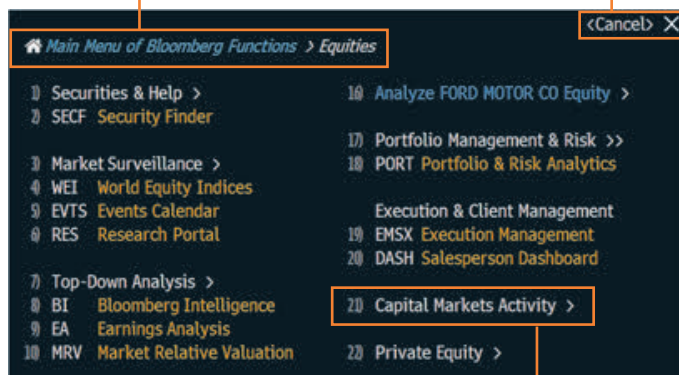 <Cancel> X
Main Menu of Bloomberg Functions > Equities
1) Securities & Help >
2) SECF Security Finder
3) Market Surveillance >
4) WEI World Equity Indices
5) EVTS Events Calendar
6) RES Research Portal
7) Top-Down Analysis >
8) BI Bloomberg Intelligence
9) EA Earnings Analysis
10) MRV Market Relative Valuation
16) Analyze FORD MOTOR CO Equity >
17) Portfolio Management & Risk >>
18) PORT Portfolio & Risk Analytics
Execution & Client Management
19) EMSX Execution Management
20) DASH Salesperson Dashboard
21) Capital Markets Activity >
22) Private Equity >